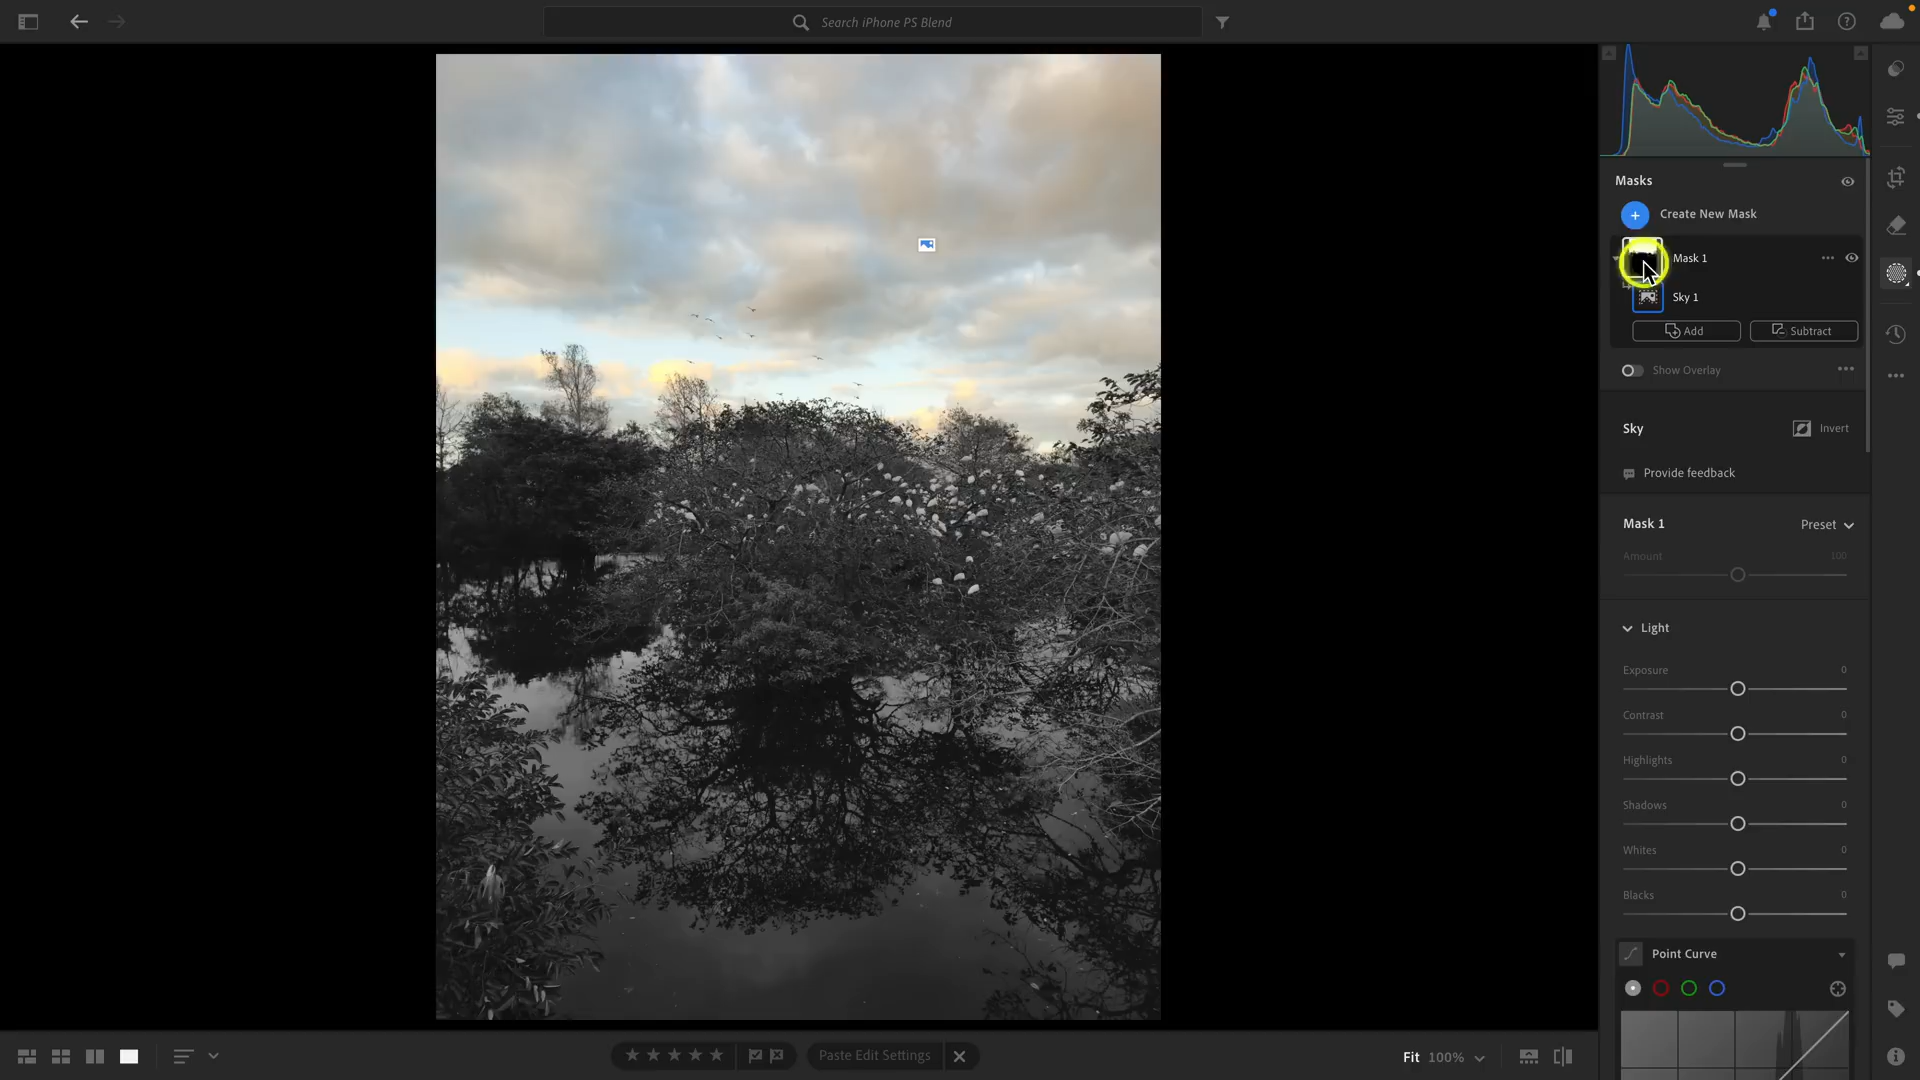 Search iPhone PS Blend
Masks
Create New Mask
Mask 1
Sky 1
Add Subtract
Show Overlay
Sky Invert
Provide feedback
Mask 1 Preset
Amount 100
Light
Exposure 0
Contrast 0
Highlights 0
Shadows 0
Whites 0
Blacks 0
Point Curve
Paste Edit Settings
Fit 100%